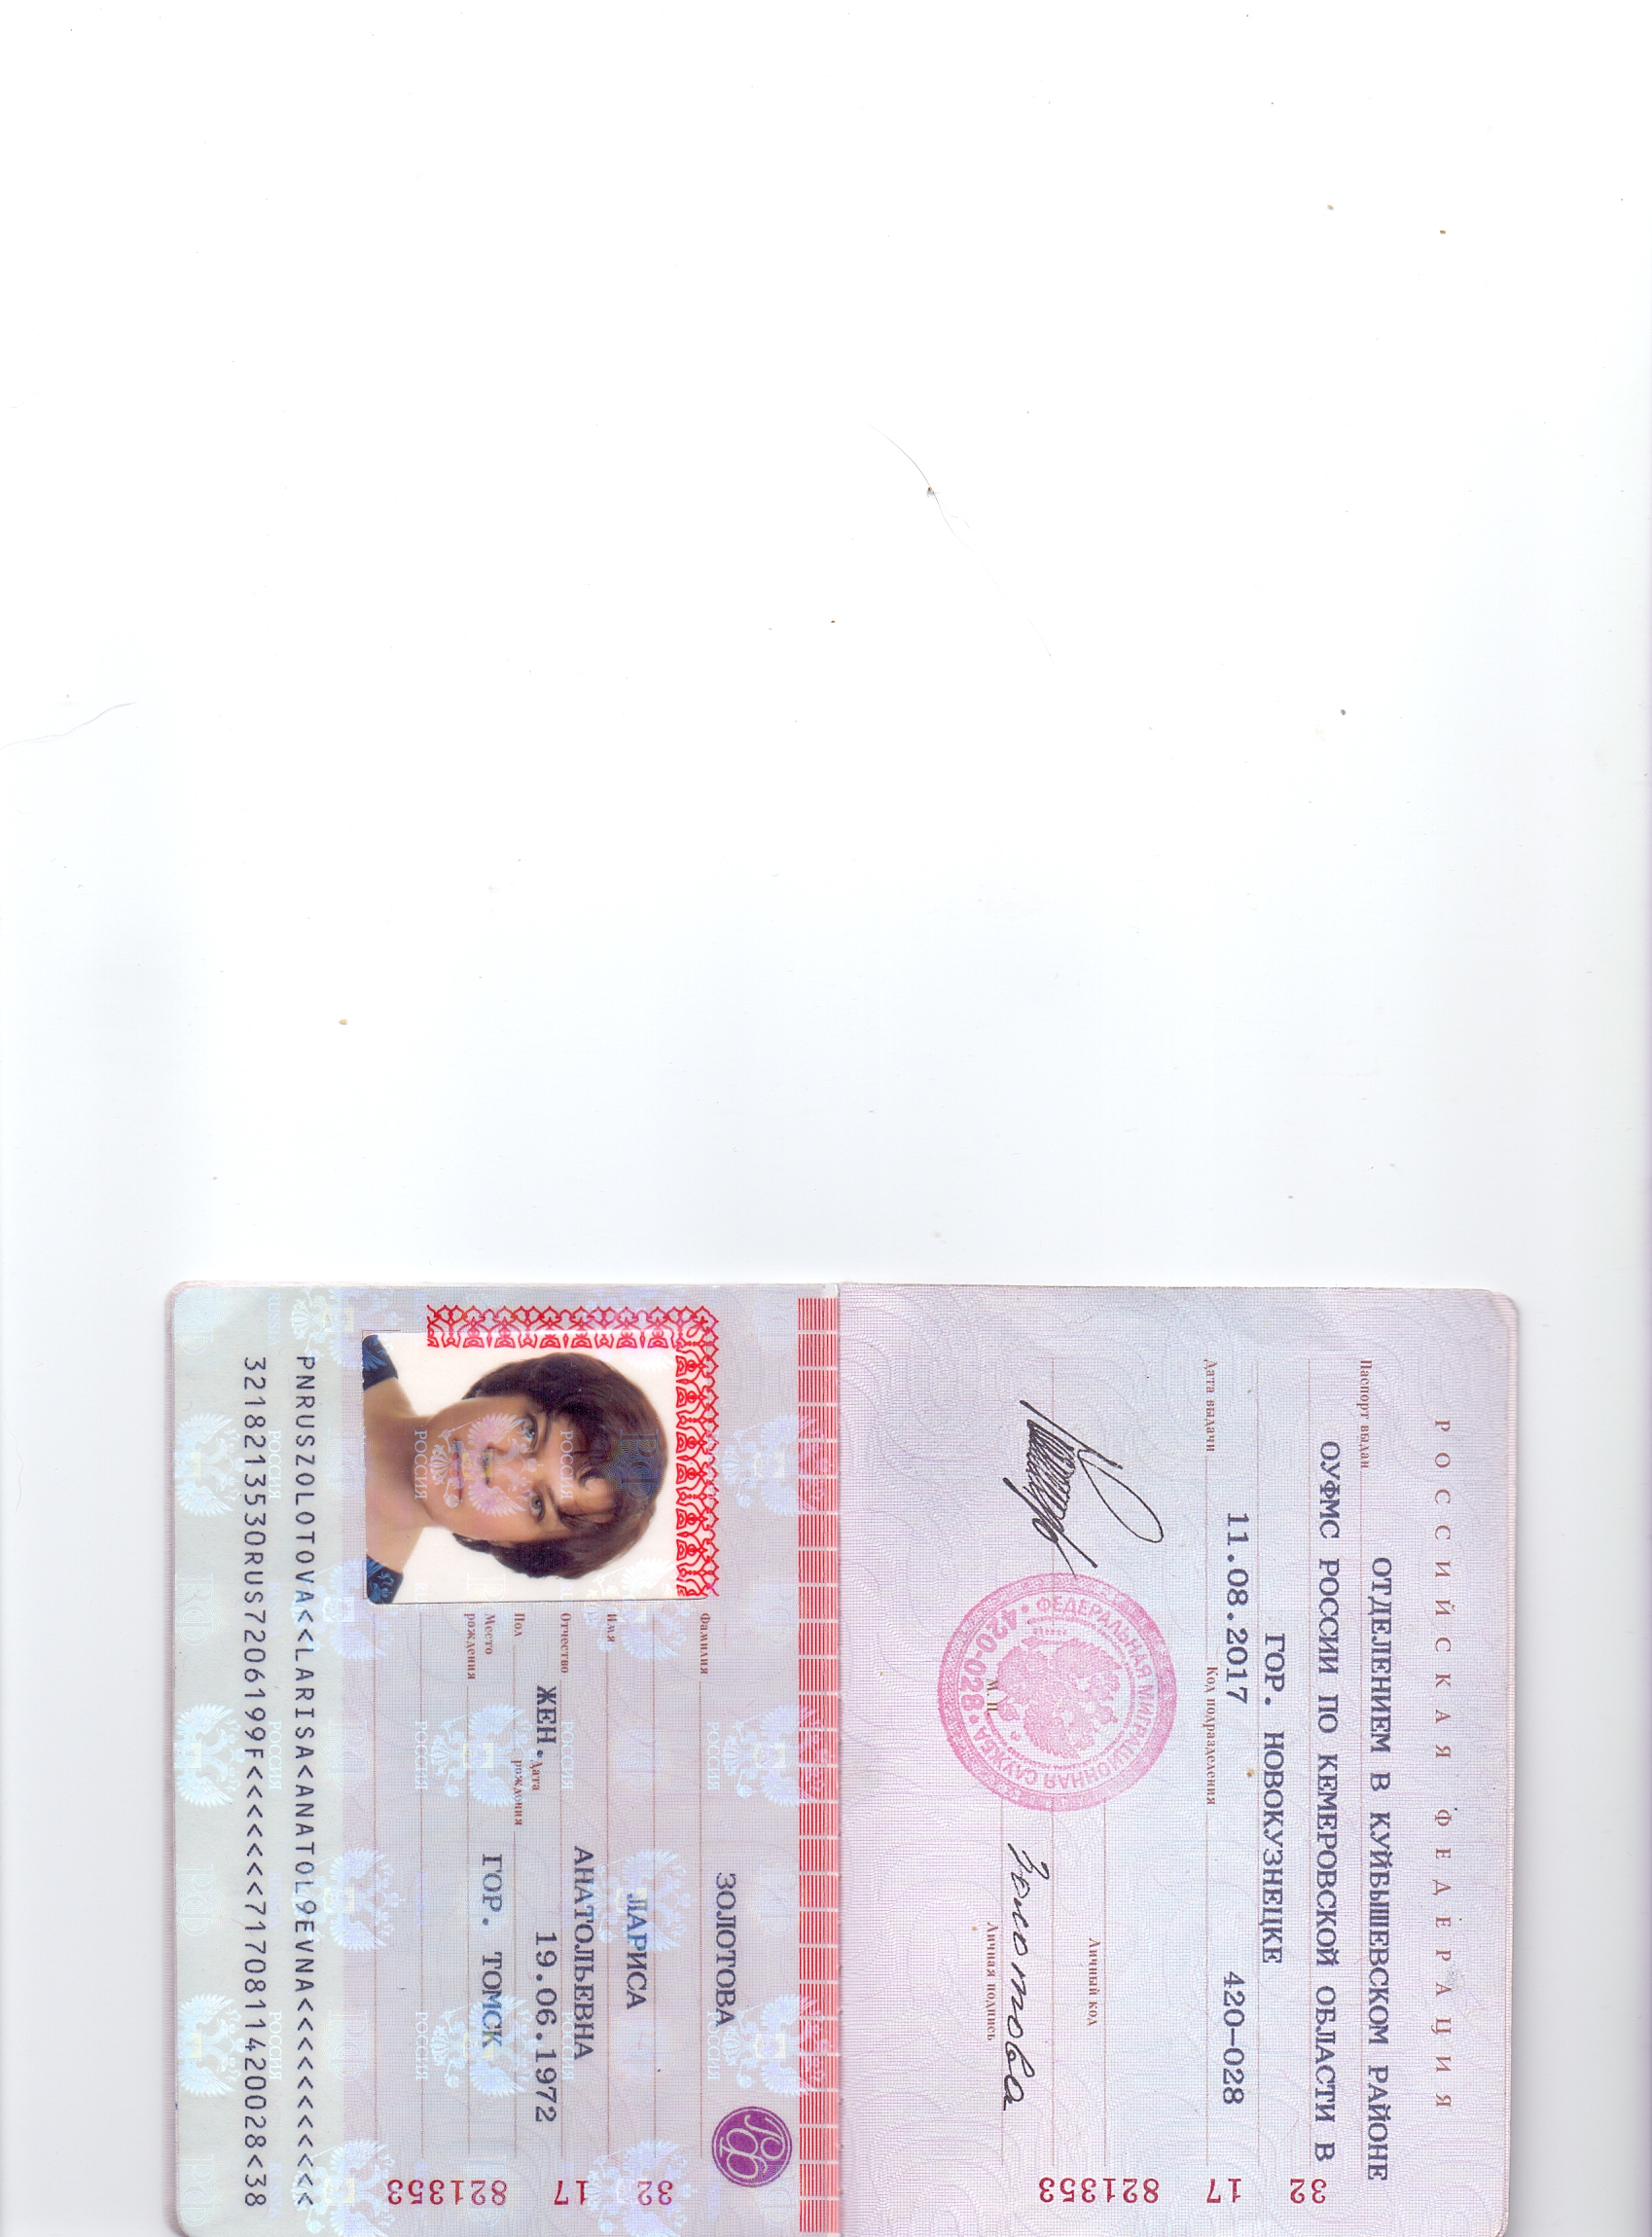 РОССИЙСКАЯ ФЕДЕРАЦИЯ
Паспорт выдан
ОТДЕЛЕНИЕМ В КУЙБЫШЕВСКОМ РАЙОНЕ
ОУФМС РОССИИ ПО КЕМЕРОВСКОЙ ОБЛАСТИ В
ГОР. НОВОКУЗНЕЦКЕ
Дата выдачи 11.08.2017 Код подразделения 420-028
Личный код
Золотова
Личная подпись
М. П.
ФЕДЕРАЛЬНАЯ МИГРАЦИОННАЯ СЛУЖБА
420-028
32 17 821353
Фамилия ЗОЛОТОВА
Имя ЛАРИСА
Отчество АНАТОЛЬЕВНА
Пол ЖЕН. Дата рождения 19.06.1972
Место рождения ГОР. ТОМСК
32 17 821353
PNRUSZOLOTOVA<<LARISA<ANATOL9EVNA<<<<<<<<<<<
3218213530RUS7206199F<<<<<<<7170811420028<38